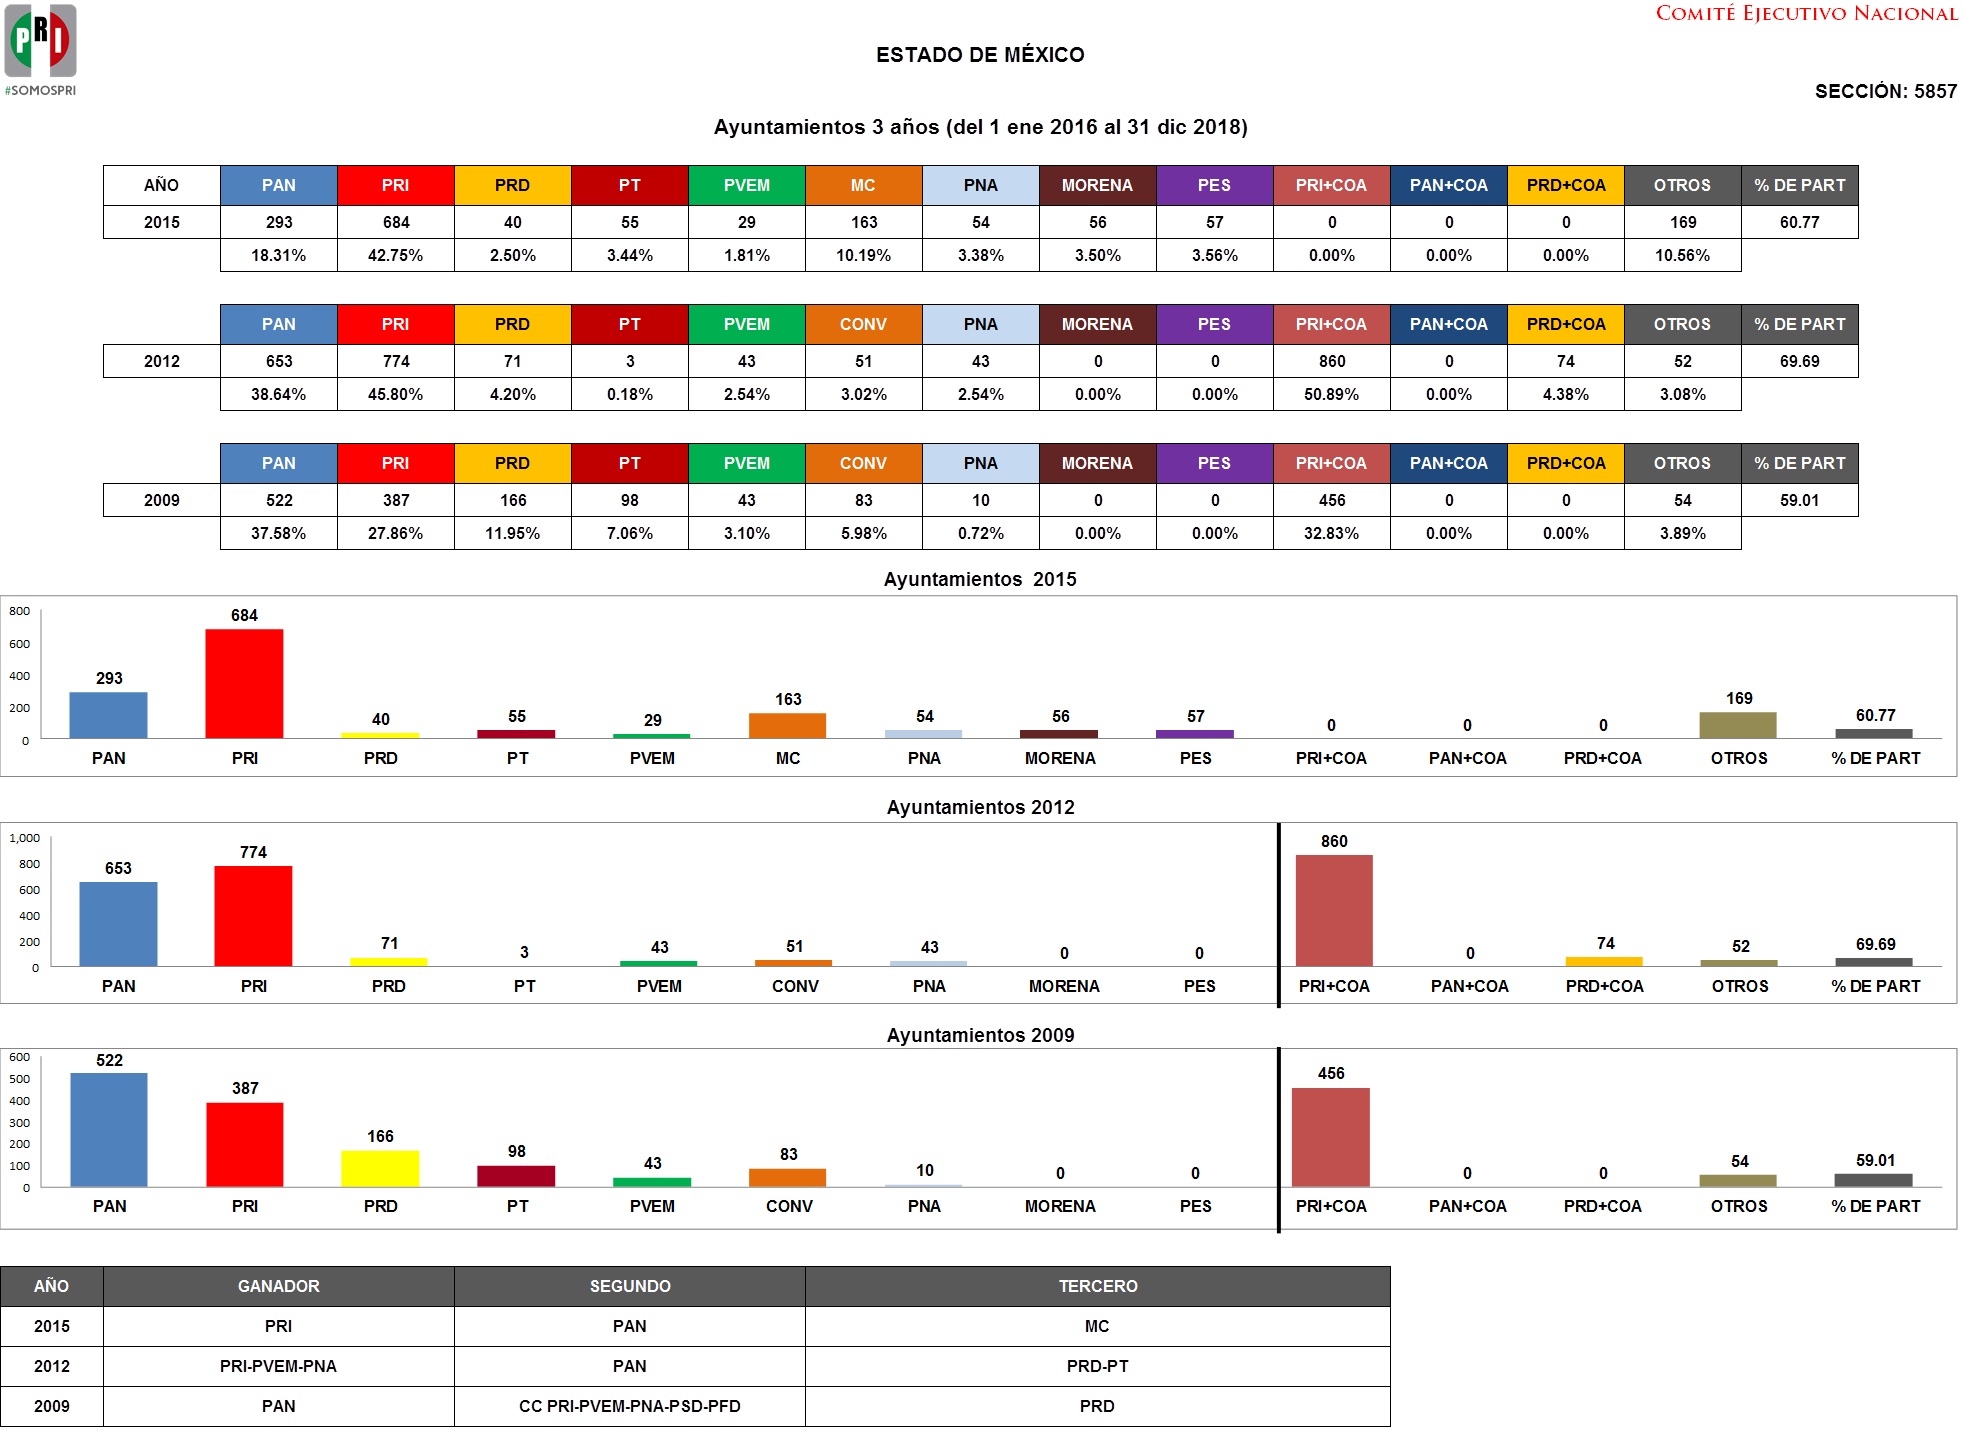 PRI
#SOMOSPRI
COMITÉ EJECUTIVO NACIONAL
ESTADO DE MÉXICO
SECCIÓN: 5857
Ayuntamientos 3 años (del 1 ene 2016 al 31 dic 2018)
AÑO PAN PRI PRD PT PVEM MC PNA MORENA PES PRI+COA PAN+COA PRD+COA OTROS % DE PART
2015 293 684 40 55 29 163 54 56 57 0 0 0 169 60.77
18.31% 42.75% 2.50% 3.44% 1.81% 10.19% 3.38% 3.50% 3.56% 0.00% 0.00% 0.00% 10.56%
PAN PRI PRD PT PVEM CONV PNA MORENA PES PRI+COA PAN+COA PRD+COA OTROS % DE PART
2012 653 774 71 3 43 51 43 0 0 860 0 74 52 69.69
38.64% 45.80% 4.20% 0.18% 2.54% 3.02% 2.54% 0.00% 0.00% 50.89% 0.00% 4.38% 3.08%
PAN PRI PRD PT PVEM CONV PNA MORENA PES PRI+COA PAN+COA PRD+COA OTROS % DE PART
2009 522 387 166 98 43 83 10 0 0 456 0 0 54 59.01
37.58% 27.86% 11.95% 7.06% 3.10% 5.98% 0.72% 0.00% 0.00% 32.83% 0.00% 0.00% 3.89%
Ayuntamientos 2015
800
600
400
200
0
293 684 40 55 29 163 54 56 57 0 0 0 169 60.77
PAN PRI PRD PT PVEM MC PNA MORENA PES PRI+COA PAN+COA PRD+COA OTROS % DE PART
Ayuntamientos 2012
1,000
800
600
400
200
0
653 774 71 3 43 51 43 0 0 860 0 74 52 69.69
PAN PRI PRD PT PVEM CONV PNA MORENA PES PRI+COA PAN+COA PRD+COA OTROS % DE PART
Ayuntamientos 2009
600
500
400
300
200
100
0
522 387 166 98 43 83 10 0 0 456 0 0 54 59.01
PAN PRI PRD PT PVEM CONV PNA MORENA PES PRI+COA PAN+COA PRD+COA OTROS % DE PART
AÑO GANADOR SEGUNDO TERCERO
2015 PRI PAN MC
2012 PRI-PVEM-PNA PAN PRD-PT
2009 PAN CC PRI-PVEM-PNA-PSD-PFD PRD